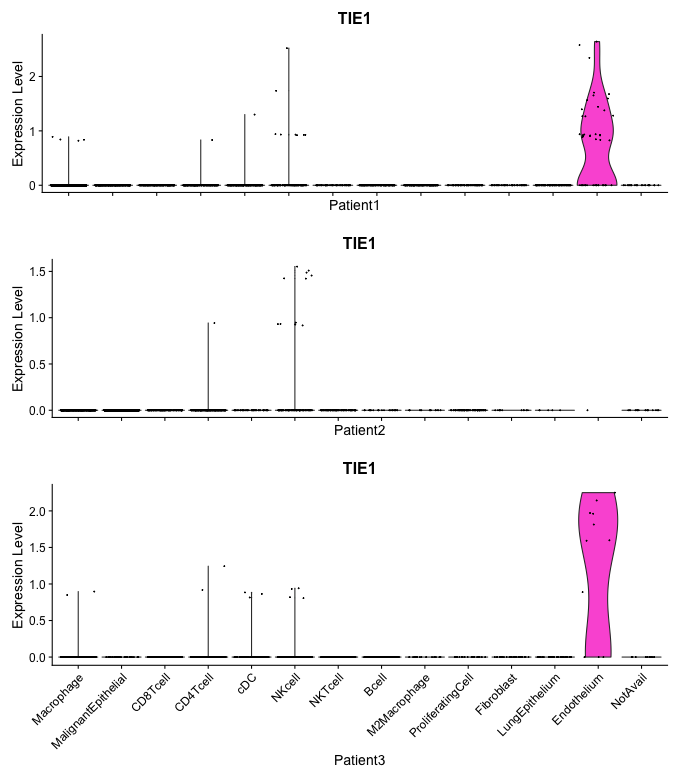 TIE1
Expression Level
2
1
0
Patient1
TIE1
Expression Level
1.5
1.0
0.5
0.0
Patient2
TIE1
Expression Level
2.0
1.5
1.0
0.5
0.0
Macrophage
MalignantEpithelial
CD8Tcell
CD4Tcell
cDC
NKcell
NKTcell
Bcell
M2Macrophage
ProliferatingCell
Fibroblast
LungEpithelium
Endothelium
NotAvail
Patient3